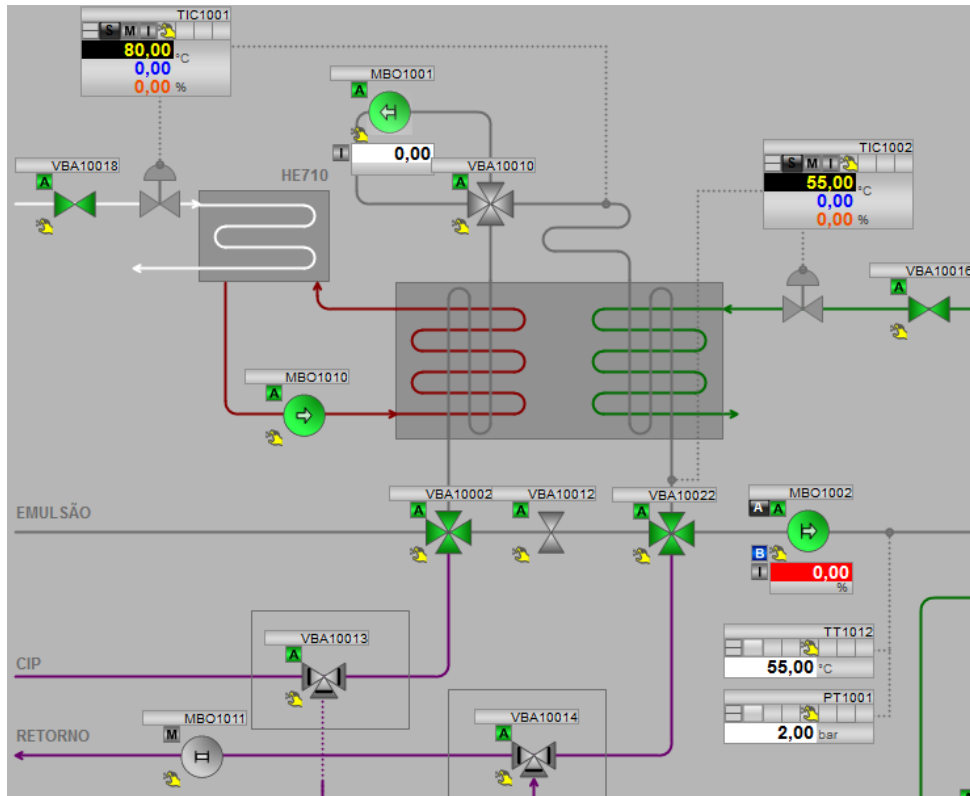 TIC1001
S M I
80,00 °C
0,00
0,00 %
MBO1001
A
I 0,00
VBA10018
A
HE710
VBA10010
A
TIC1002
S M I
55,00 °C
0,00
0,00 %
VBA10016
A
MBO1010
A
EMULSÃO
VBA10002
A
VBA10012
A
VBA10022
A
MBO1002
A A
B
I 0,00
%
VBA10013
A
CIP
TT1012
55,00 °C
PT1001
2,00 bar
MBO1011
M
RETORNO
VBA10014
A